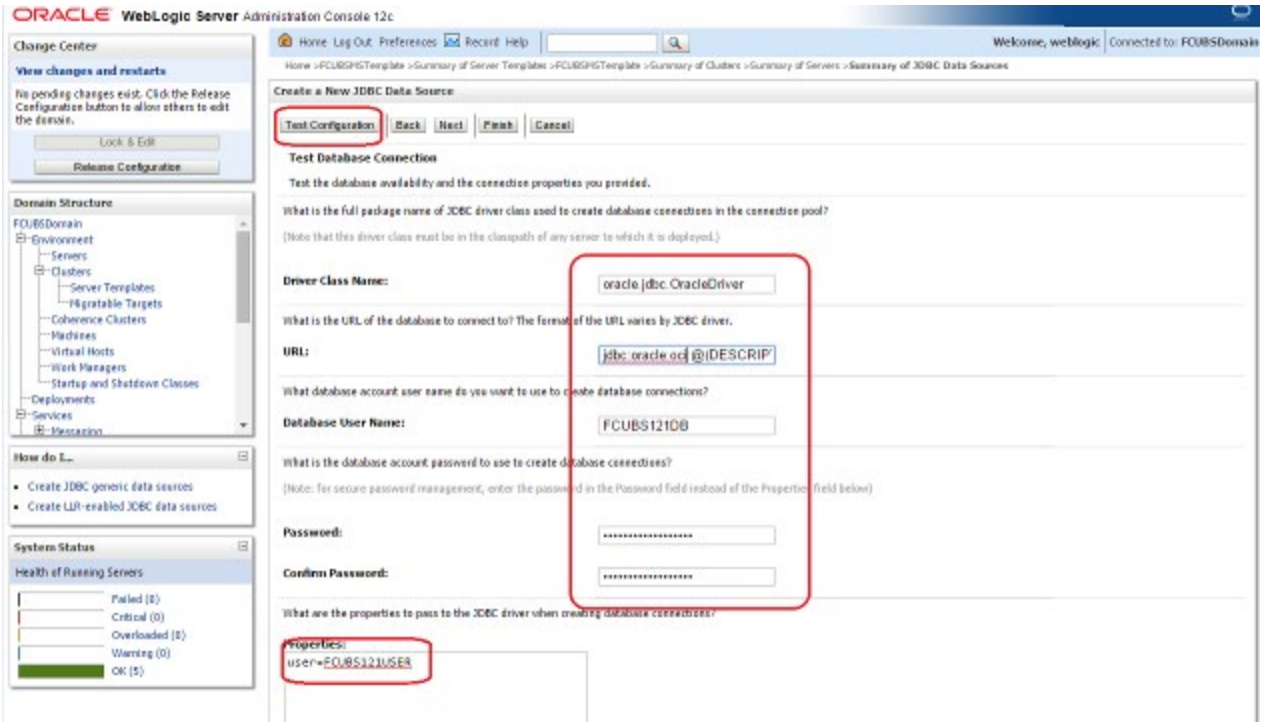 ORACLE WebLogic Server Administration Console 12c
Change Center
View changes and restarts
No pending changes exist. Click the Release
Configuration button to allow others to edit
the domain.
Lock & Edit
Release Configuration
Domain Structure
FCUBSDomain
Environment
Servers
Clusters
Server Templates
Migratable Targets
Coherence Clusters
Machines
Virtual Hosts
Work Managers
Startup and Shutdown Classes
Deployments
Services
Messaging
How do I...
Create JDBC generic data sources
Create LLR-enabled JDBC data sources
System Status
Health of Running Servers
Failed (0)
Critical (0)
Overloaded (0)
Warning (0)
OK (5)
Home Log Out Preferences Record Help
Welcome, weblogic Connected to: FCUBSDomain
Home >FCUBSMSTemplate >Summary of Server Templates >FCUBSMSTemplate >Summary of Clusters >Summary of Servers >Summary of JDBC Data Sources
Create a New JDBC Data Source
Test Configuration Back Next Finish Cancel
Test Database Connection
Test the database availability and the connection properties you provided.
What is the full package name of JDBC driver class used to create database connections in the connection pool?
(Note that this driver class must be in the classpath of any server to which it is deployed.)
Driver Class Name: oracle.jdbc.OracleDriver
What is the URL of the database to connect to? The format of the URL varies by JDBC driver.
URL: jdbc:oracle:oci:@(DESCRIPT
What database account user name do you want to use to create database connections?
Database User Name: FCUBS121DB
What is the database account password to use to create database connections?
(Note: for secure password management, enter the password in the Password field instead of the Properties field below)
Password: ••••••••••••••••••
Confirm Password: ••••••••••••••••••
What are the properties to pass to the JDBC driver when creating database connections?
Properties:
user=FCUBS121USER